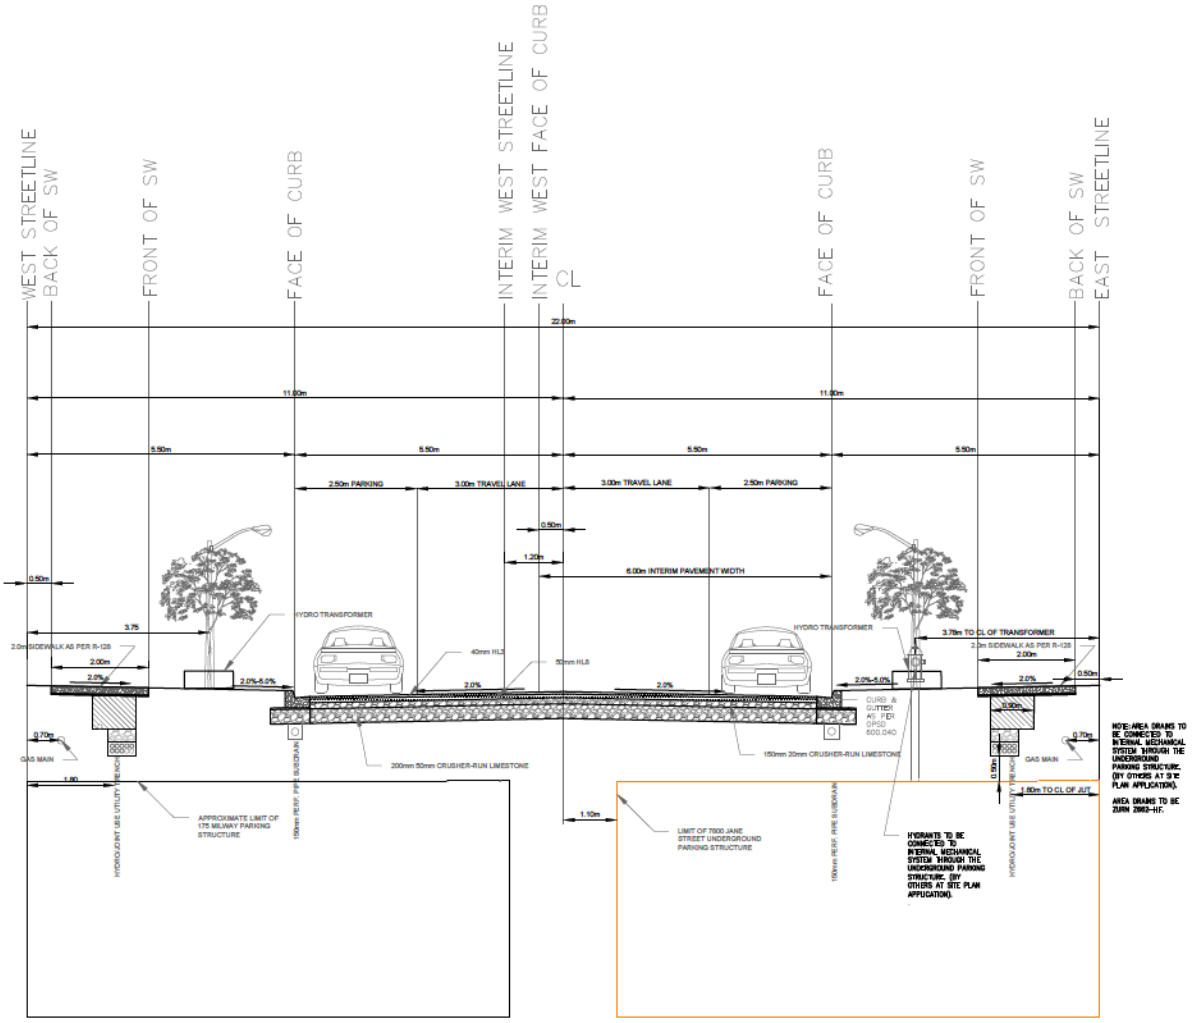 WEST STREETLINE
BACK OF SW
FRONT OF SW
FACE OF CURB
INTERIM WEST STREETLINE
INTERIM WEST FACE OF CURB
CL
FACE OF CURB
FRONT OF SW
BACK OF SW
EAST STREETLINE
22.00m
11.00m
11.00m
5.50m
5.50m
5.50m
5.50m
2.50m PARKING
3.00m TRAVEL LANE
3.00m TRAVEL LANE
2.50m PARKING
0.50m
1.20m
6.00m INTERIM PAVEMENT WIDTH
0.50m
3.75
HYDRO TRANSFORMER
HYDRO TRANSFORMER
3.78m TO CL OF TRANSFORMER
2.0m SIDEWALK AS PER R-128
2.0m SIDEWALK AS PER R-128
2.00m
2.00m
40mm HL3
50mm HL8
2.0%
2.0%-5.0%
2.0%
2.0%
2.0%-5.0%
2.0%
0.50m
0.90m
CURB &
GUTTER
AS PER
OPSD
600.040
0.70m
0.70m
GAS MAIN
GAS MAIN
150mm 20mm CRUSHER-RUN LIMESTONE
200mm 50mm CRUSHER-RUN LIMESTONE
NOTE: AREA DRAINS TO
BE CONNECTED TO
INTERNAL MECHANICAL
SYSTEM THROUGH THE
UNDERGROUND
PARKING STRUCTURE.
(BY OTHERS AT SITE
PLAN APPLICATION).
AREA DRAINS TO BE
1.80
1.80m TO CL OF JUT
APPROXIMATE LIMIT OF
175 MILWAY PARKING
STRUCTURE
1.10m
LIMIT OF 7800 JANE
STREET UNDERGROUND
PARKING STRUCTURE
HYDRO/JOINT USE UTILITY TRENCH
150mm PERF. PIPE SUBDRAIN
150mm PERF. PIPE SUBDRAIN
HYDRO/JOINT USE UTILITY TRENCH
HYDRANTS TO BE
CONNECTED TO
INTERNAL MECHANICAL
SYSTEM THROUGH THE
UNDERGROUND PARKING
STRUCTURE. (BY
OTHERS AT SITE PLAN
APPLICATION).